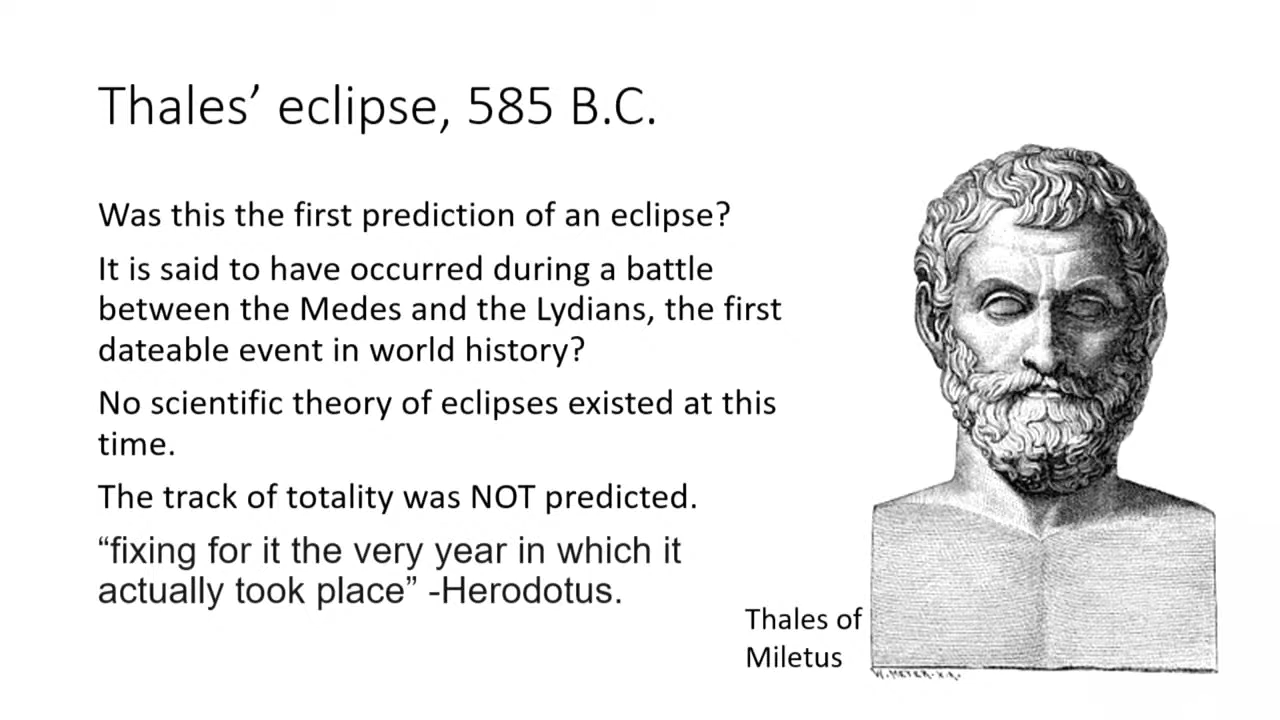 Thales’ eclipse, 585 B.C.
Was this the first prediction of an eclipse?
It is said to have occurred during a battle
between the Medes and the Lydians, the first
dateable event in world history?
No scientific theory of eclipses existed at this
time.
The track of totality was NOT predicted.
“fixing for it the very year in which it
actually took place” -Herodotus.
Thales of
Miletus